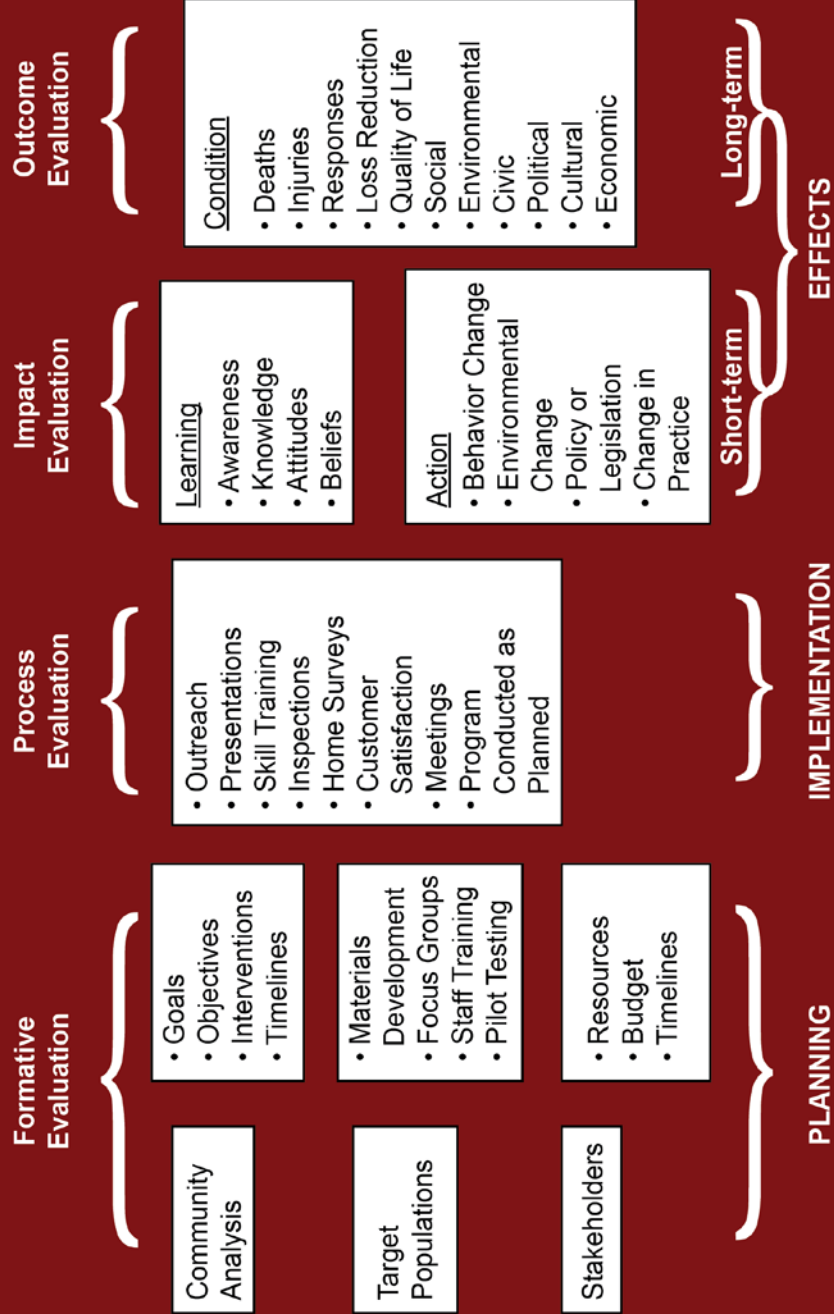 Formative
Evaluation
Community
Analysis
Target
Populations
Stakeholders
• Goals
• Objectives
• Interventions
• Timelines
• Materials
Development
• Focus Groups
• Staff Training
• Pilot Testing
• Resources
• Budget
• Timelines
PLANNING
Process
Evaluation
• Outreach
• Presentations
• Skill Training
• Inspections
• Home Surveys
• Customer
Satisfaction
• Meetings
• Program
Conducted as
Planned
IMPLEMENTATION
Impact
Evaluation
Learning
• Awareness
• Knowledge
• Attitudes
• Beliefs
Action
• Behavior Change
• Environmental
Change
• Policy or
Legislation
• Change in
Practice
Short-term
Outcome
Evaluation
Condition
• Deaths
• Injuries
• Responses
• Loss Reduction
• Quality of Life
• Social
• Environmental
• Civic
• Political
• Cultural
• Economic
Long-term
EFFECTS